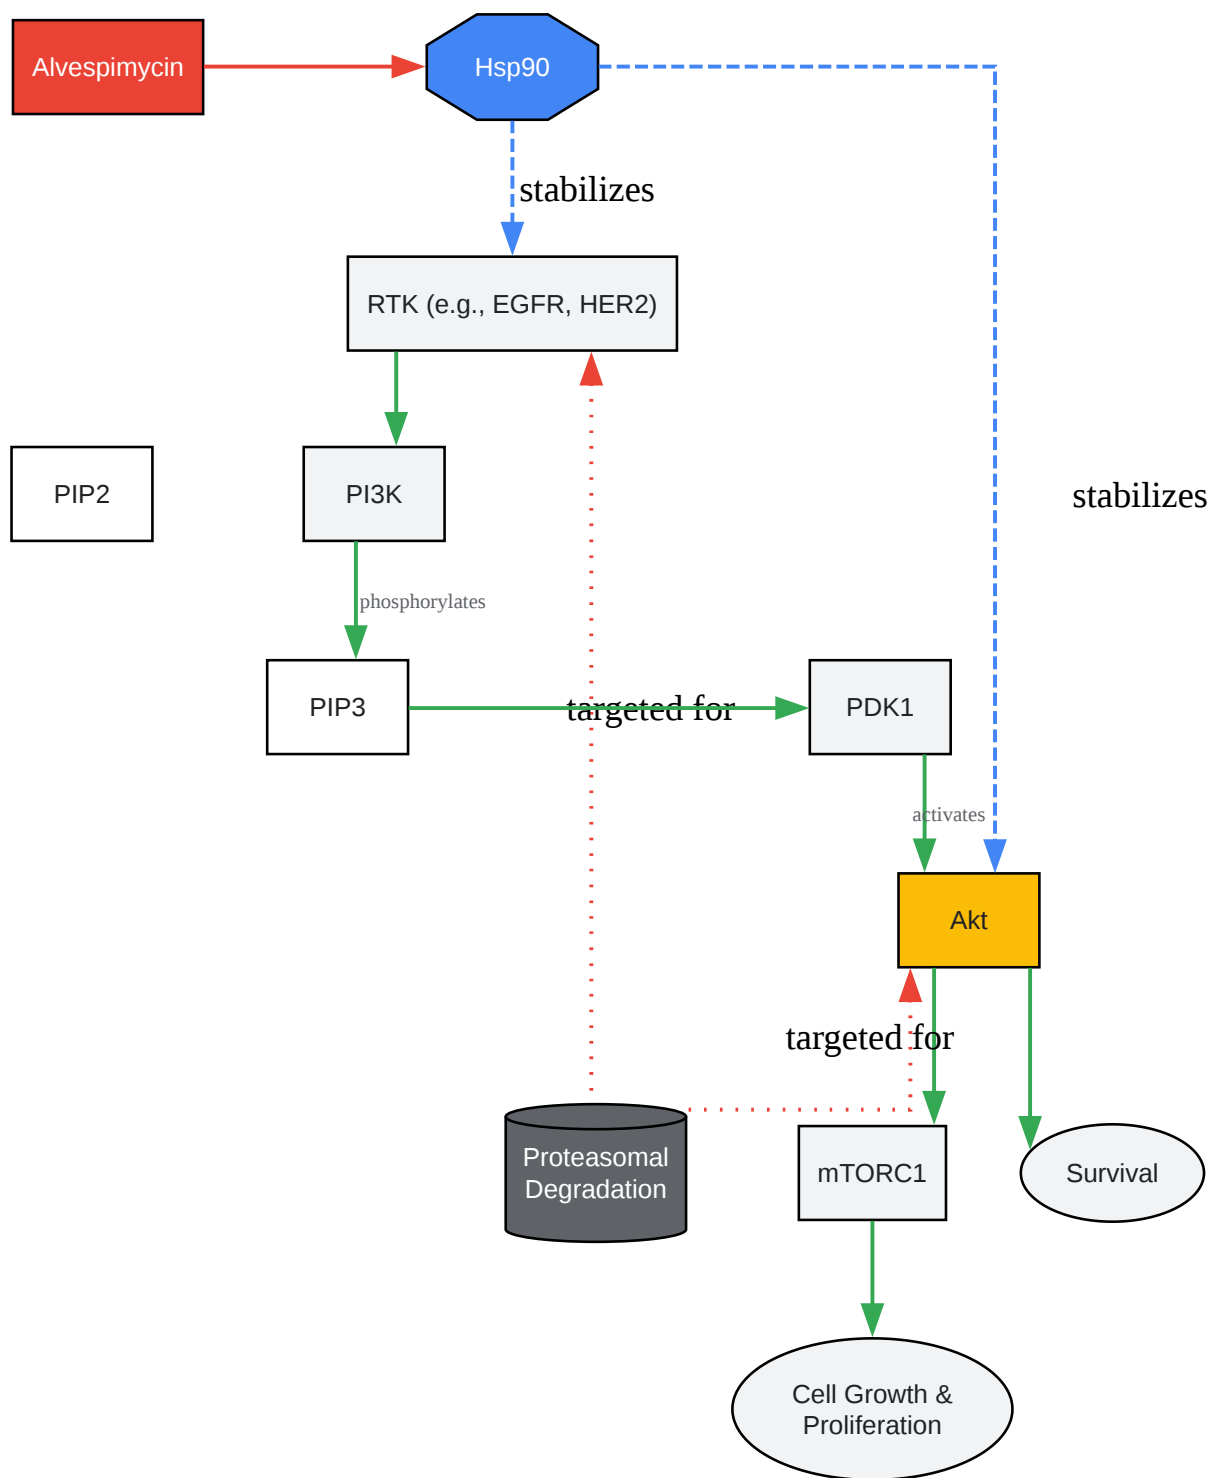 Alvespimycin
Hsp90
stabilizes
RTK (e.g., EGFR, HER2)
PIP2
PI3K
stabilizes
phosphorylates
PIP3
targeted for
PDK1
activates
Akt
targeted for
Proteasomal
Degradation
mTORC1
Survival
Cell Growth &
Proliferation